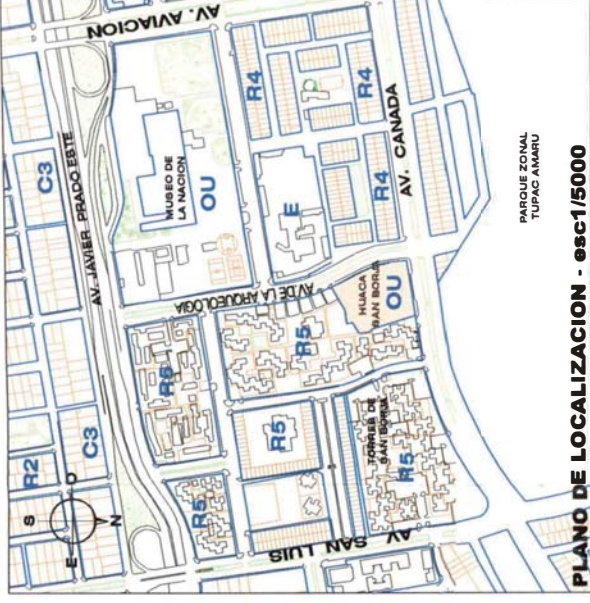 AV. AVIACION
C3
AV. JAVIER PRADO ESTE
MUSEO DE
LA NACION
OU
R4
R4
E
R4
AV. CANADA
PARQUE ZONAL
TUPAC AMARU
AV.DE LA ARQUEOLOGIA
HUACA
SAN BORJA
OU
R5
R5
R5
TORRES DE
SAN BORJA
R5
R5
R2
C3
S
O
N
E
AV SAN LUIS
PLANO DE LOCALIZACION - esc1/5000